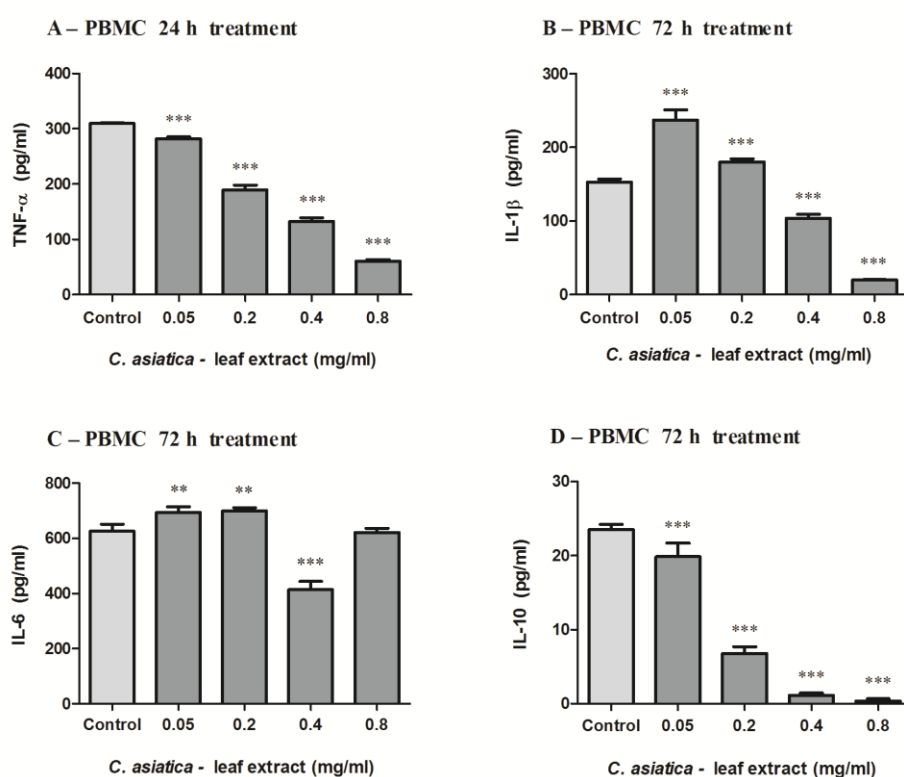 A – PBMC 24 h treatment
400
300
200
100
0
TNF-α (pg/ml)
***
***
***
***
Control 0.05 0.2 0.4 0.8
C. asiatica - leaf extract (mg/ml)
B – PBMC 72 h treatment
300
200
100
0
IL-1β (pg/ml)
***
***
***
***
Control 0.05 0.2 0.4 0.8
C. asiatica - leaf extract (mg/ml)
C – PBMC 72 h treatment
800
600
400
200
0
IL-6 (pg/ml)
** **
***
Control 0.05 0.2 0.4 0.8
C. asiatica - leaf extract (mg/ml)
D – PBMC 72 h treatment
30
20
10
0
IL-10 (pg/ml)
***
***
*** ***
Control 0.05 0.2 0.4 0.8
C. asiatica - leaf extract (mg/ml)